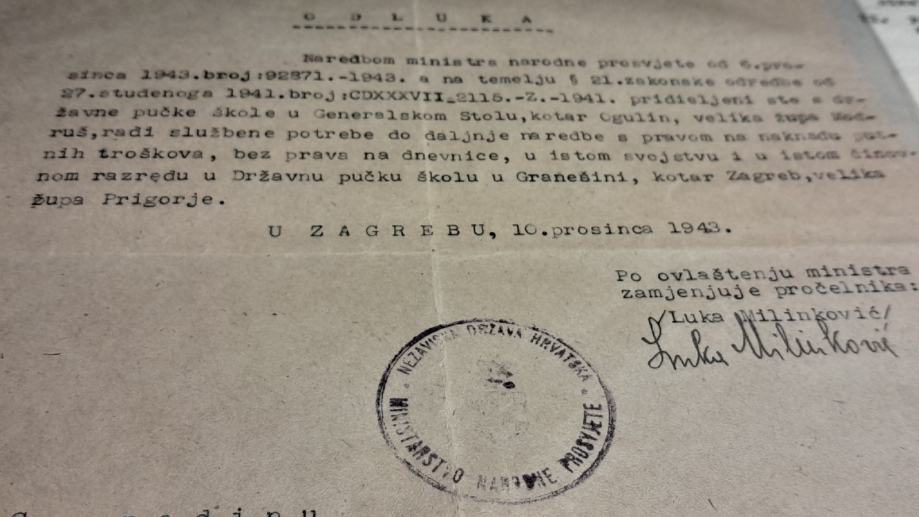 O D L U K A
Naredbom ministra narodne prosvjete od 6.pro-
sinca 1943.broj:92871.-1943. a na temelju § 21.zakonske odredbe od
27.studenoga 1941.broj:CDXXXVII_2115.-Z.-1941. pridieljeni ste s dr-
žavne pučke škole u Generalskom Stolu,kotar Ogulin, velika župa Mod-
ruš,radi službene potrebe do daljnje naredbe s pravom na naknadu put-
nih troškova, bez prava na dnevnice, u istom svojstvu i u istom činov-
nom razredu u Državnu pučku školu u Granešini, kotar Zagreb,velika
župa Prigorje.
U ZAGREBU, 10.prosinca 1943.
Po ovlaštenju ministra
zamjenjuje pročelnika:
/Luka Milinković/
Luka Milinković
NEZAVISNA DRŽAVA HRVATSKA
MINISTARSTVO NARODNE PROSVJETE